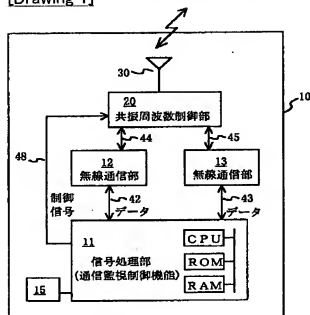 [Drawing 1]
30
20
共振周波数制御部
10
44
45
48
12
無線通信部
13
無線通信部
制御
信号
データ
42
データ
43
11
信号処理部
(通信監視制御機能)
CPU
ROM
RAM
15